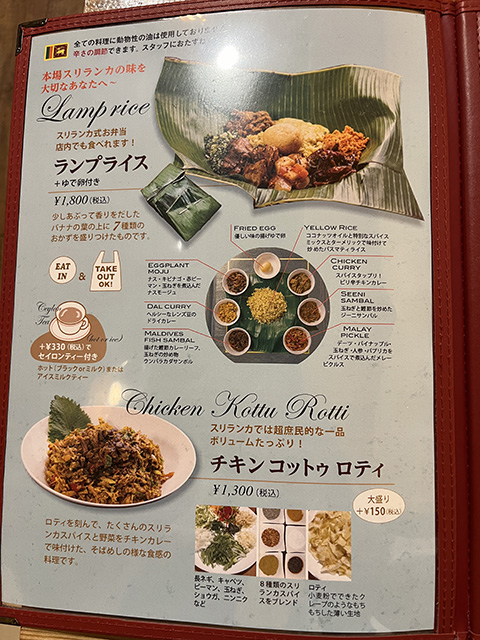 全ての料理に動物性の油は使用しておりません
辛さの調節できます。スタッフにおたずね
本場スリランカの味を
大切なあなたへ~
Lamprice
スリランカ式お弁当
店内でも食べれます!
ランプライス
+ゆで卵付き
¥1,800(税込)
少しあぶって香りをだした
バナナの葉の上に7種類の
おかずを盛りつけたものです。
EAT
IN
&
TAKE
OUT
OK!
Ceylon
Tea
(hot or ice)
+¥330(税込)で
セイロンティー付き
ホット(ブラックorミルク)または
アイスミルクティー
FRIED EGG
優しい味の揚げゆで卵
YELLOW RICE
ココナッツオイルと特別なスパイス
ミックスとターメリックで味付けて
炒めたバスマティライス
EGGPLANT
MOJU
ナス・キビナゴ・赤ピー
マン・玉ねぎを煮込んだ
ナスモージュ
CHICKEN
CURRY
スパイスタップリ!
ピリ辛チキンカレー
DAL CURRY
ヘルシーなレンズ豆の
ドライカレー
SEENI
SAMBAL
玉ねぎと鰹節を炒めた
ジーニサンバル
MALDIVES
FISH SAMBAL
揚げた鰹節カレーリーフ、
玉ねぎの炒め物
ウンバラカダサンボル
MALAY
PICKLE
デーツ・パイナップル・
玉ねぎ・人参・パプリカを
スパイスで煮込んだメレー
ピクルス
Chicken Kottu Rotti
スリランカでは超庶民的な一品
ボリュームたっぷり!
チキン コットゥ ロティ
¥1,300(税込)
大盛り
+¥150(税込)
ロティを刻んで、たくさんのスリラ
ンカスパイスと野菜をチキンカレー
で味付けた、そばめしの様な食感の
料理です。
長ネギ、キャベツ、
ピーマン、玉ねぎ、
ショウガ、ニンニク
など
8種類のスリ
ランカスパイ
スをブレンド
ロティ
小麦粉でできたク
レープのようなもち
もちした薄い生地